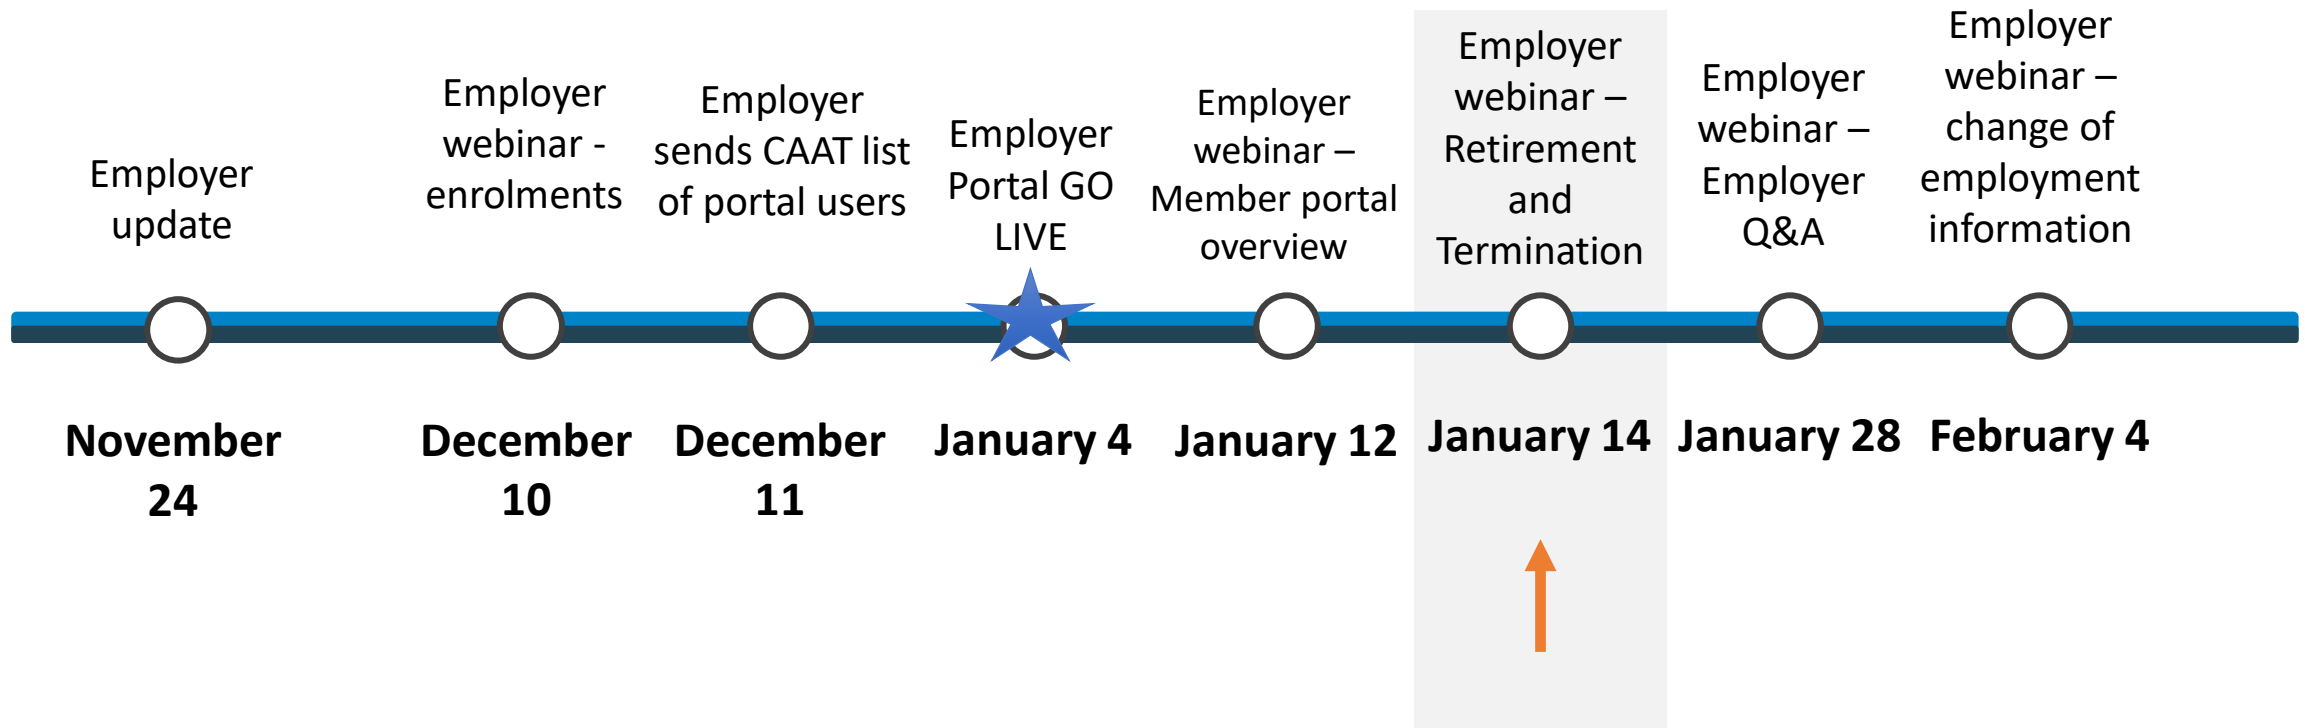 Employer
update
Employer
webinar -
enrolments
Employer
sends CAAT list
of portal users
Employer
Portal GO
LIVE
Employer
webinar –
Member portal
overview
Employer
webinar –
Retirement
and
Termination
Employer
webinar –
Employer
Q&A
Employer
webinar –
change of
employment
information
November
24
December
10
December
11
January 4
January 12
January 14
January 28
February 4